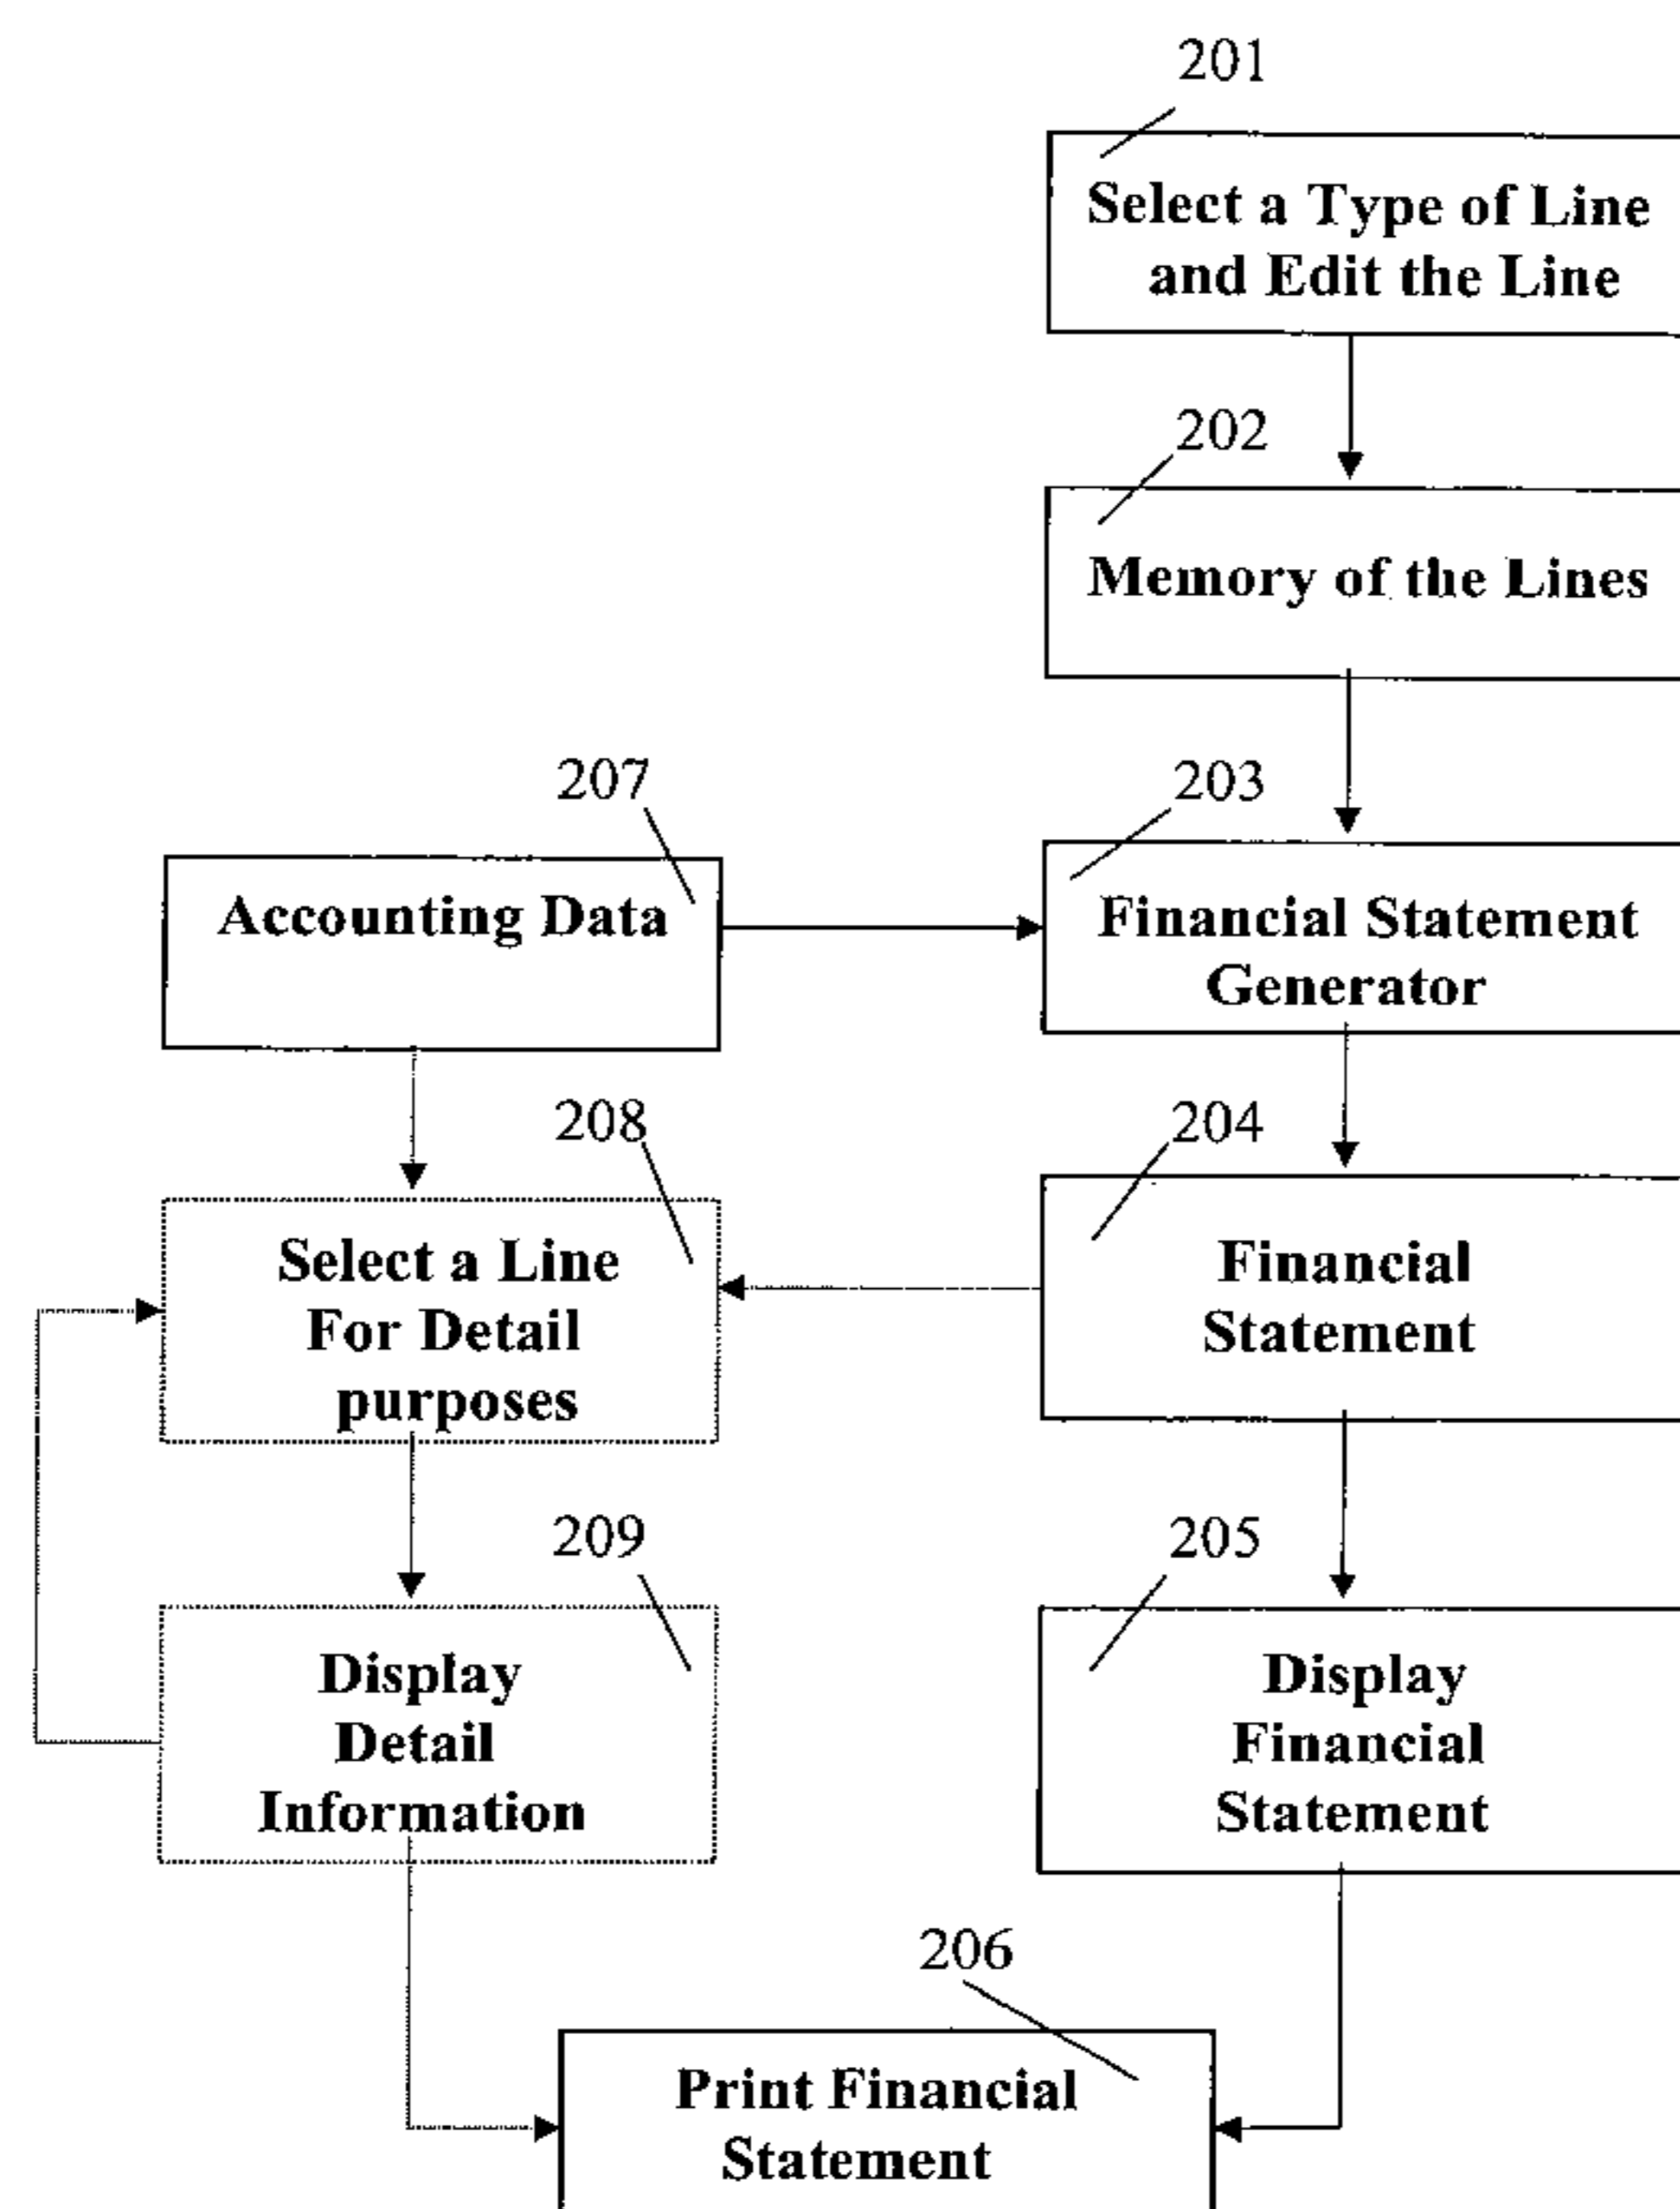 201
Select a Type of Line
and Edit the Line
202
Memory of the Lines
207
203
Accounting Data
Financial Statement
Generator
208
204
Select a Line
For Detail
purposes
Financial
Statement
209
205
Display
Detail
Information
Display
Financial
Statement
206
Print Financial
Statement